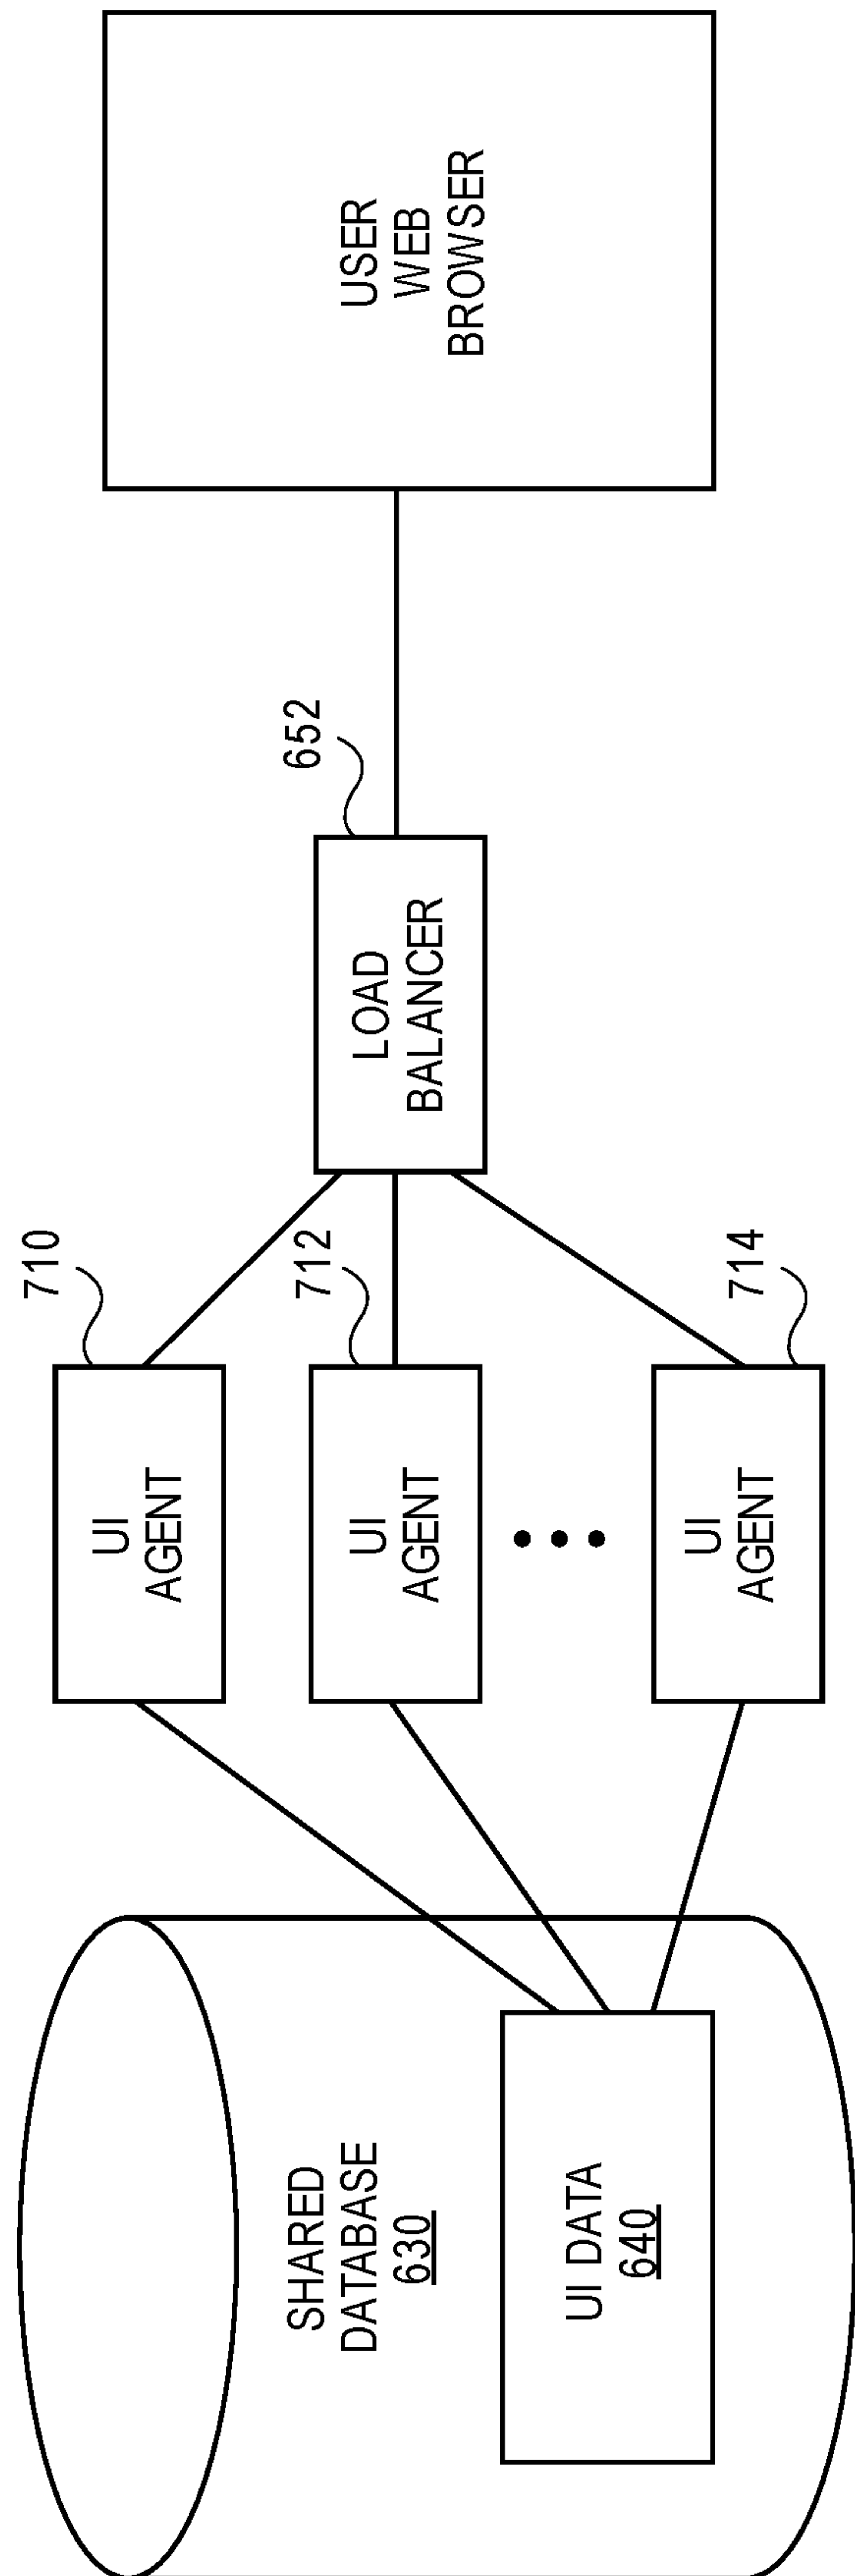 SHARED
DATABASE
630
UI DATA
640
710
UI
AGENT
712
UI
AGENT
714
UI
AGENT
652
LOAD
BALANCER
USER
WEB
BROWSER